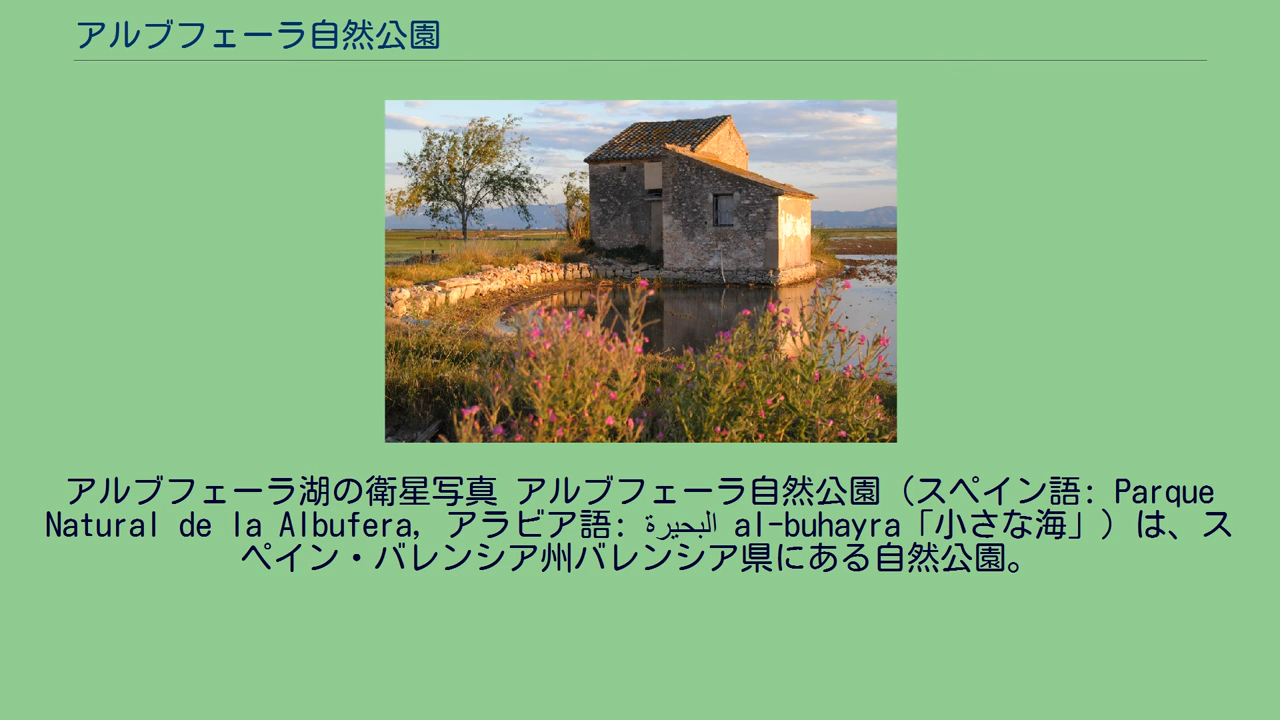 アルブフェーラ自然公園
アルブフェーラ湖の衛星写真 アルブフェーラ自然公園（スペイン語: Parque
Natural de la Albufera, アラビア語: البحيرة al-buhayra「小さな海」）は、ス
ペイン・バレンシア州バレンシア県にある自然公園。